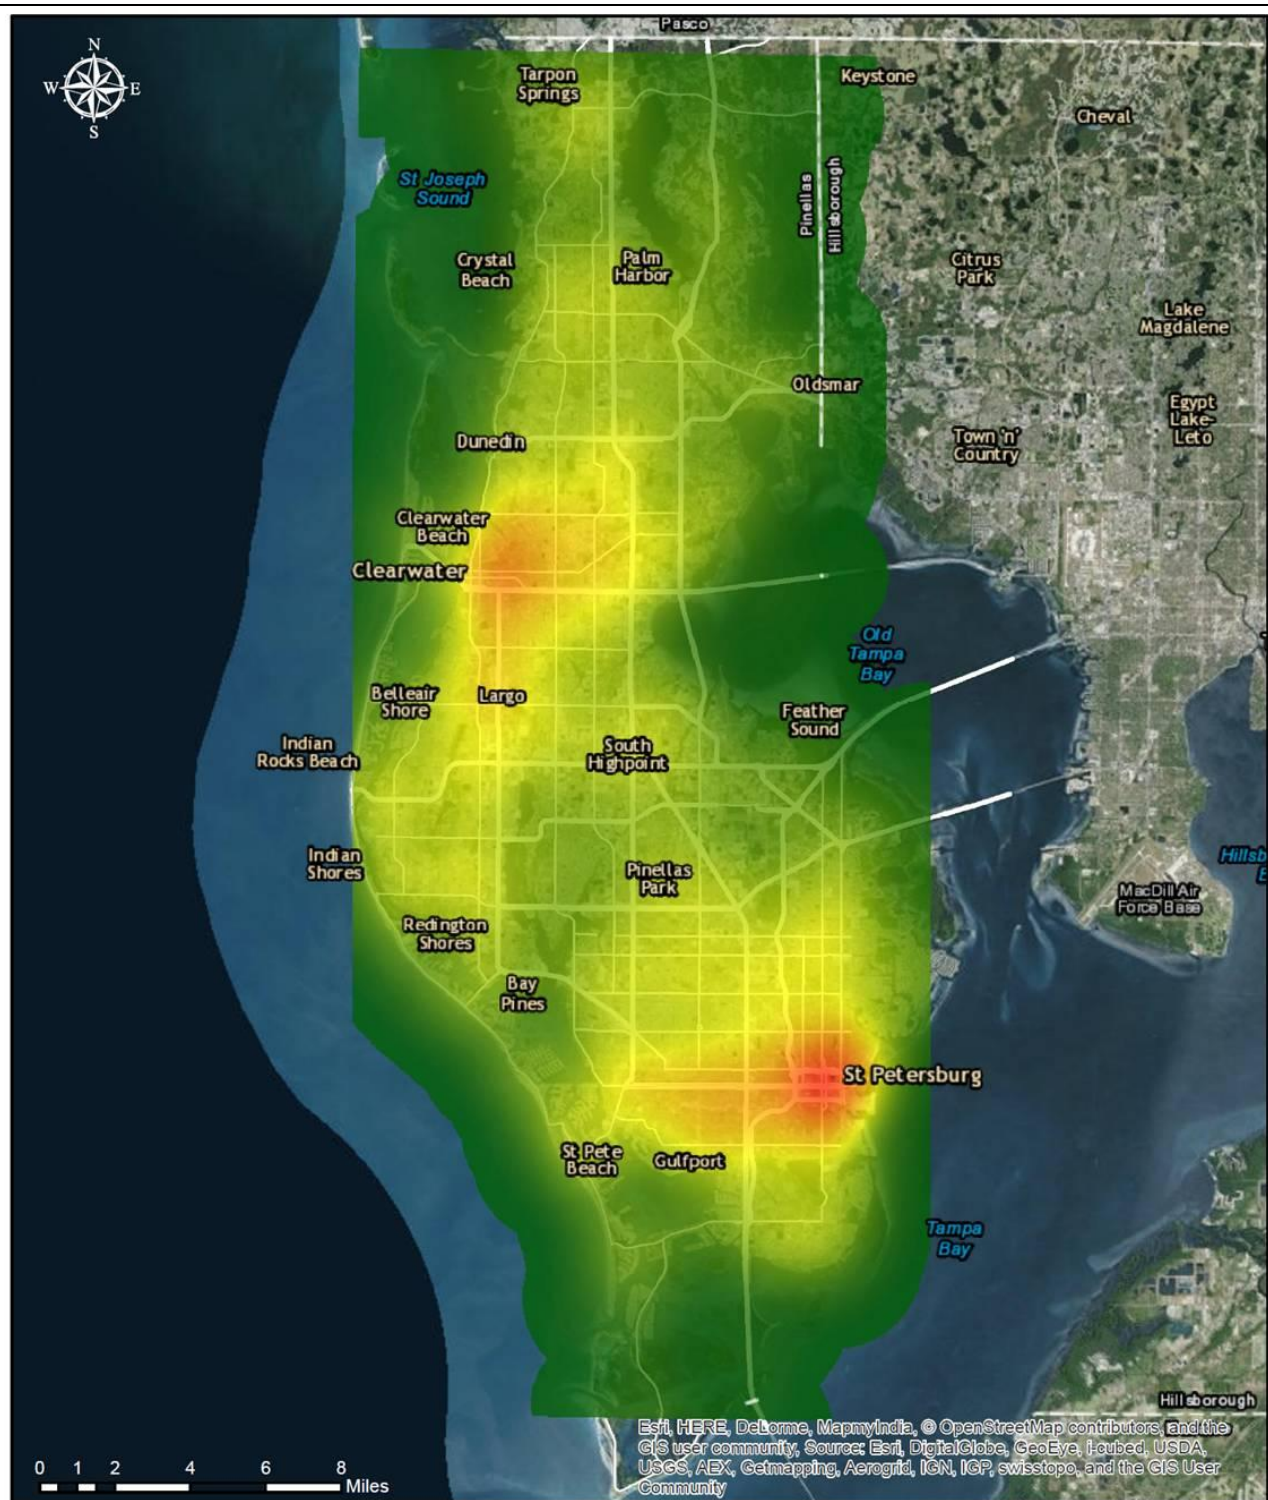 Pasco
N
W E
S
Tarpon
Springs
Keystone
Cheval
St Joseph
Sound
Pinellas
Hillsborough
Crystal
Beach
Palm
Harbor
Citrus
Park
Lake
Magdalene
Oldsmar
Egypt
Lake-
Leto
Dunedin
Town 'n'
Country
Clearwater
Beach
Clearwater
Old
Tampa
Bay
Belleair
Shore
Largo
Feather
Sound
Indian
Rocks Beach
South
Highpoint
Indian
Shores
Pinellas
Park
Hillsb
MacDill Air
Force Base
Redington
Shores
Bay
Pines
St Petersburg
St Pete
Beach
Gulfport
Tampa
Bay
Hillsborough
Esri, HERE, DeLorme, MapmyIndia, © OpenStreetMap contributors, and the
GIS user community, Source: Esri, DigitalGlobe, GeoEye, i-cubed, USDA,
USGS, AEX, Getmapping, Aerogrid, IGN, IGP, swisstopo, and the GIS User
Community
0 1 2 4 6 8
Miles